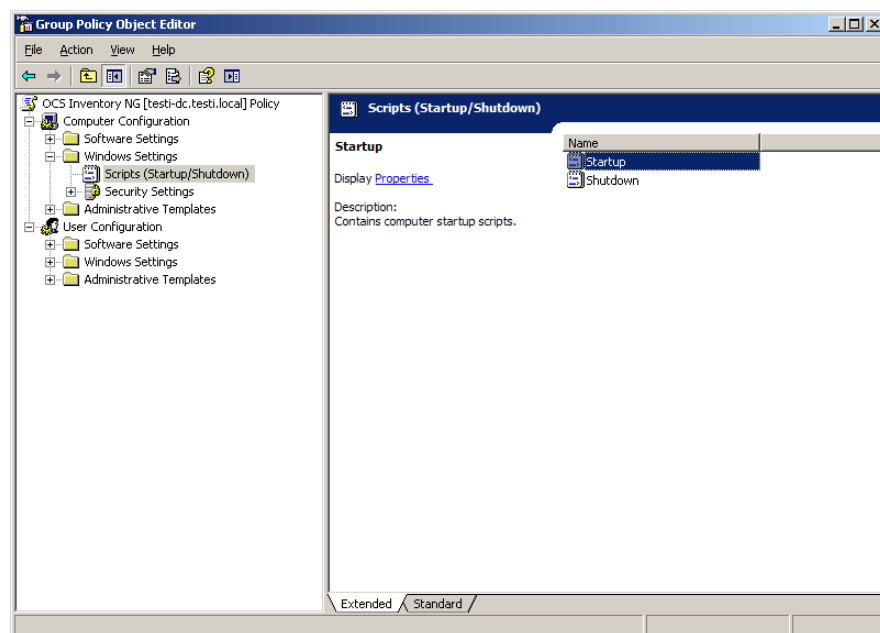 Group Policy Object Editor
File Action View Help
OCS Inventory NG [testi-dc.testi.local] Policy
Computer Configuration
Software Settings
Windows Settings
Scripts (Startup/Shutdown)
Security Settings
Administrative Templates
User Configuration
Software Settings
Windows Settings
Administrative Templates
Scripts (Startup/Shutdown)
Startup
Display Properties
Description:
Contains computer startup scripts.
Name
Startup
Shutdown
Extended Standard